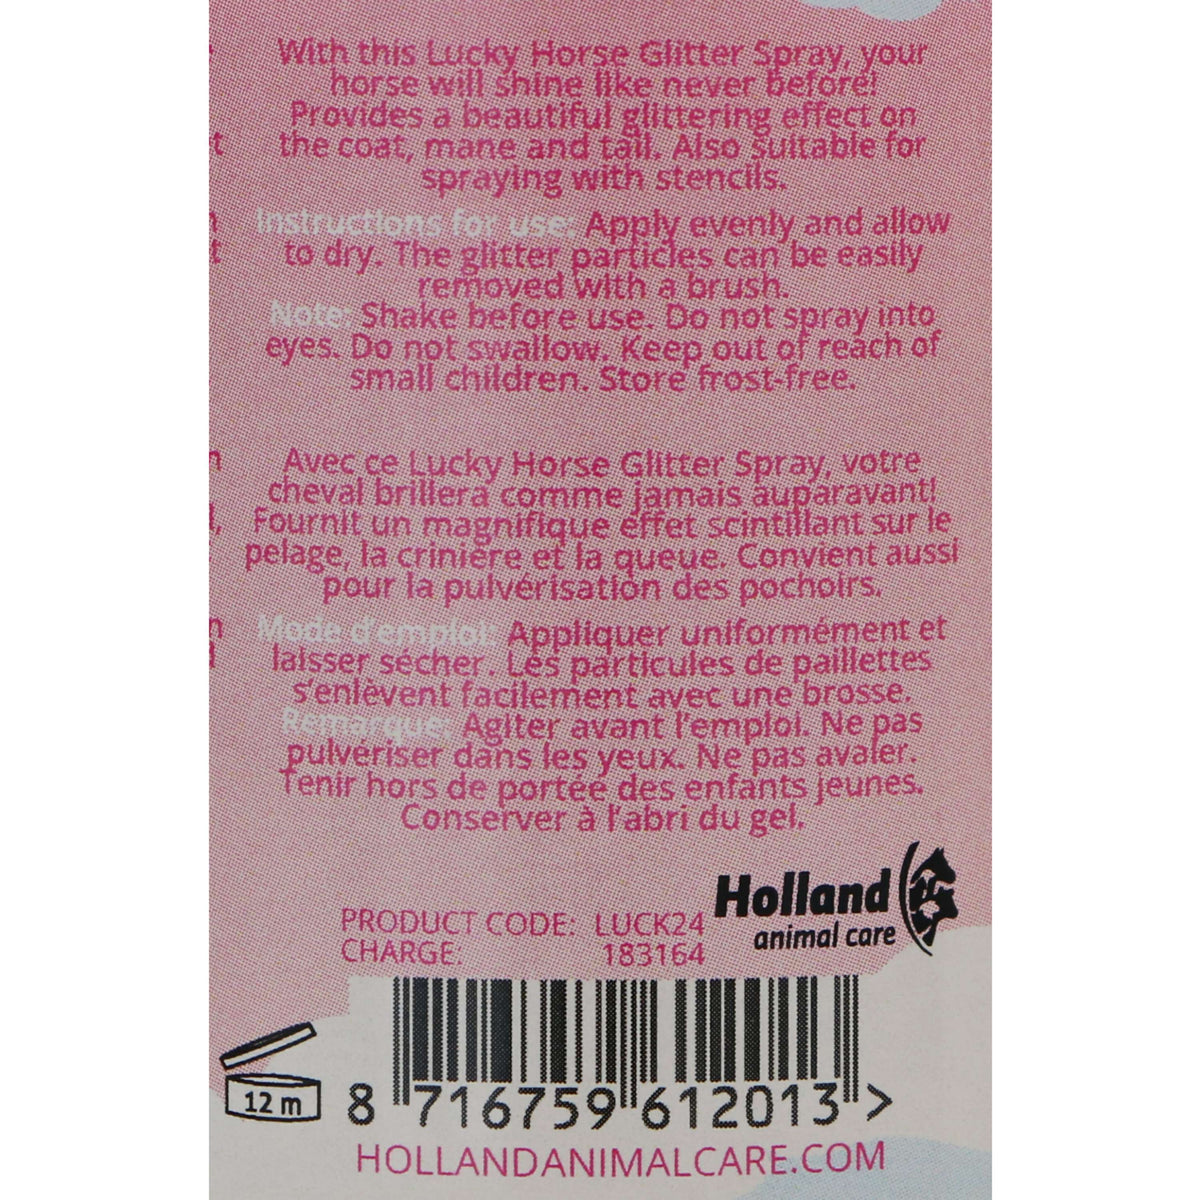 With this Lucky Horse Glitter Spray, your
horse will shine like never before!
Provides a beautiful glittering effect on
the coat, mane and tail. Also suitable for
spraying with stencils.
Instructions for use: Apply evenly and allow
to dry. The glitter particles can be easily
removed with a brush.
Note: Shake before use. Do not spray into
eyes. Do not swallow. Keep out of reach of
small children. Store frost-free.
Avec ce Lucky Horse Glitter Spray, votre
cheval brillera comme jamais auparavant!
Fournit un magnifique effet scintillant sur le
pelage, la crinière et la queue. Convient aussi
pour la pulvérisation des pochoirs.
Mode d'emploi: Appliquer uniformément et
laisser sécher. Les particules de paillettes
s'enlèvent facilement avec une brosse.
Remarque: Agiter avant l'emploi. Ne pas
pulvériser dans les yeux. Ne pas avaler.
Tenir hors de portée des enfants jeunes.
Conserver à l'abri du gel.
Holland
animal care
PRODUCT CODE: LUCK24
CHARGE: 183164
12 m
8 716759 612013 >
HOLLANDANIMALCARE.COM